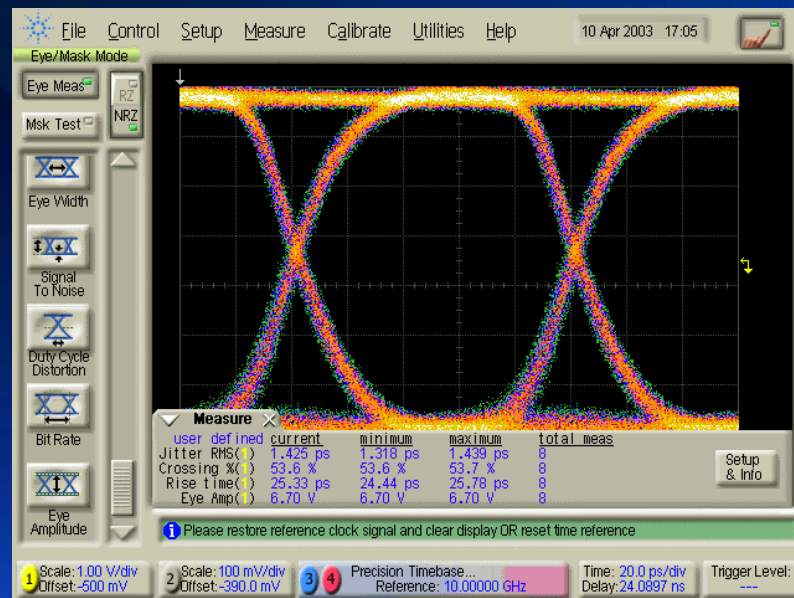 File Control Setup Measure Calibrate Utilities Help 10 Apr 2003 17:05
Eye/Mask Mode
Eye Meas
RZ
NRZ
Msk Test
Eye Width
Signal
To Noise
Duty Cycle
Distortion
Bit Rate
Eye
Amplitude
Measure
user defined current minimum maximum total meas
Jitter RMS(1) 1.425 ps 1.318 ps 1.439 ps 8
Crossing %(1) 53.6 % 53.6 % 53.7 % 8
Rise time(1) 25.33 ps 24.44 ps 25.78 ps 8
Eye Amp(1) 6.70 V 6.70 V 6.70 V 8
Setup
& Info
Please restore reference clock signal and clear display OR reset time reference
1 Scale: 1.00 V/div
Offset: -500 mV
2 Scale: 100 mV/div
Offset: -390.0 mV
3 4 Precision Timebase...
Reference: 10.00000 GHz
Time: 20.0 ps/div
Delay: 24.0897 ns
Trigger Level:
---